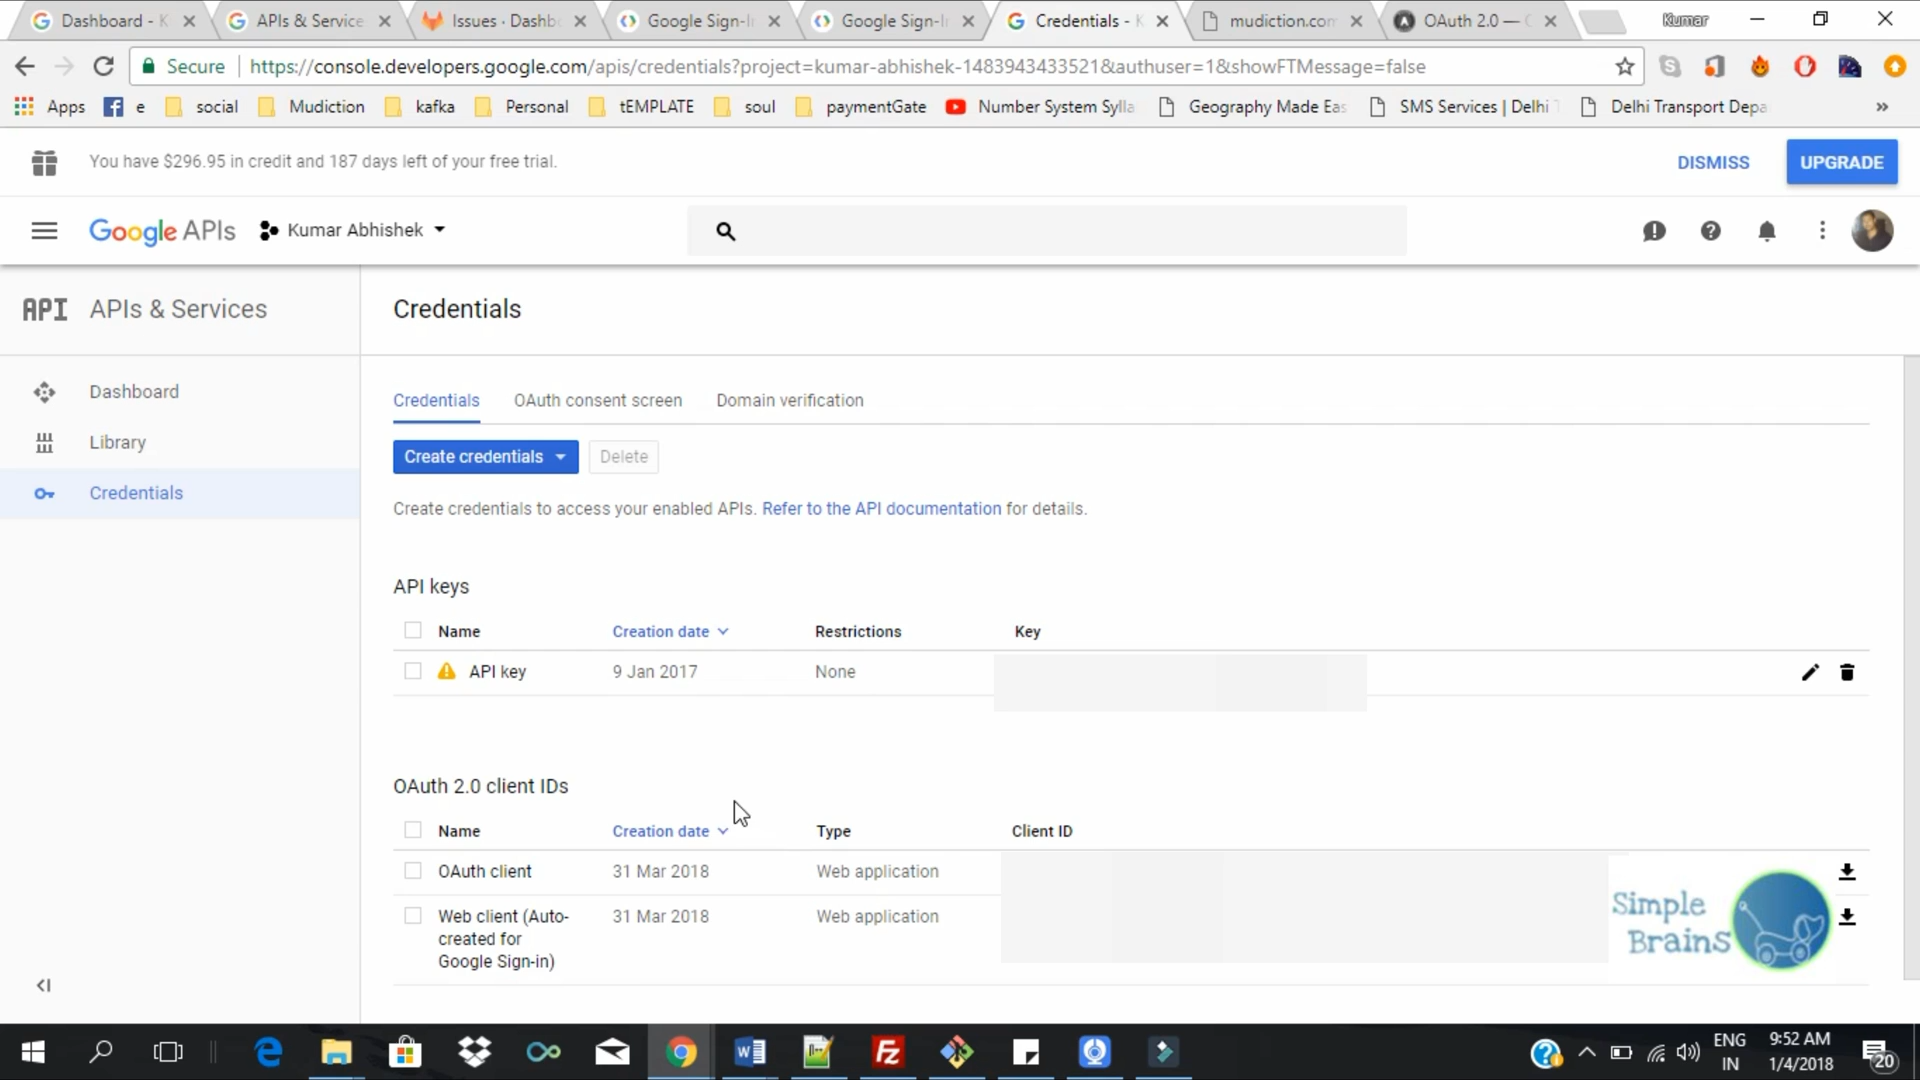 Dashboard - K
APIs & Service
Issues · Dashb
Google Sign-In
Google Sign-In
Credentials - K
mudiction.com
OAuth 2.0 —
Kumar
Secure
https://console.developers.google.com/apis/credentials?project=kumar-abhishek-1483943433521&authuser=1&showFTMessage=false
Apps
e
social
Mudiction
kafka
Personal
tEMPLATE
soul
paymentGate
Number System Sylla
Geography Made Eas
SMS Services | Delhi
Delhi Transport Depa
»
You have $296.95 in credit and 187 days left of your free trial.
DISMISS
UPGRADE
Google APIs
Kumar Abhishek
API
APIs & Services
Credentials
Dashboard
Library
Credentials
Credentials
OAuth consent screen
Domain verification
Create credentials
Delete
Create credentials to access your enabled APIs. Refer to the API documentation for details.
API keys
Name
Creation date
Restrictions
Key
API key
9 Jan 2017
None
OAuth 2.0 client IDs
Name
Creation date
Type
Client ID
OAuth client
31 Mar 2018
Web application
Web client (Auto-
created for
Google Sign-in)
31 Mar 2018
Web application
Simple
Brains
ENG
IN
9:52 AM
1/4/2018
20